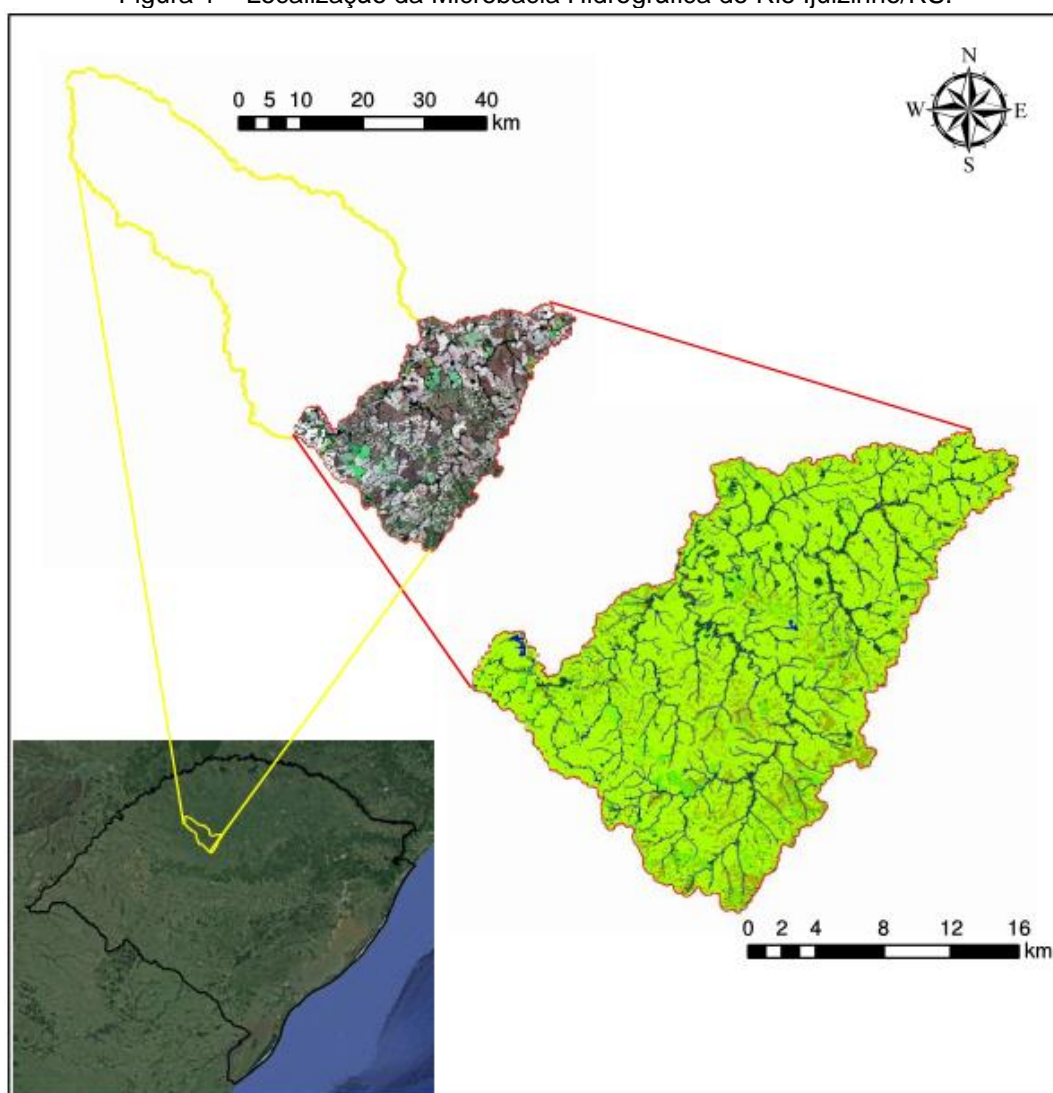 Figura 1 – Localização da Microbacia Hidrográfica do Rio Ijuizinho/RS.
N
W E
S
0 5 10 20 30 40
km
0 2 4 8 12 16
km